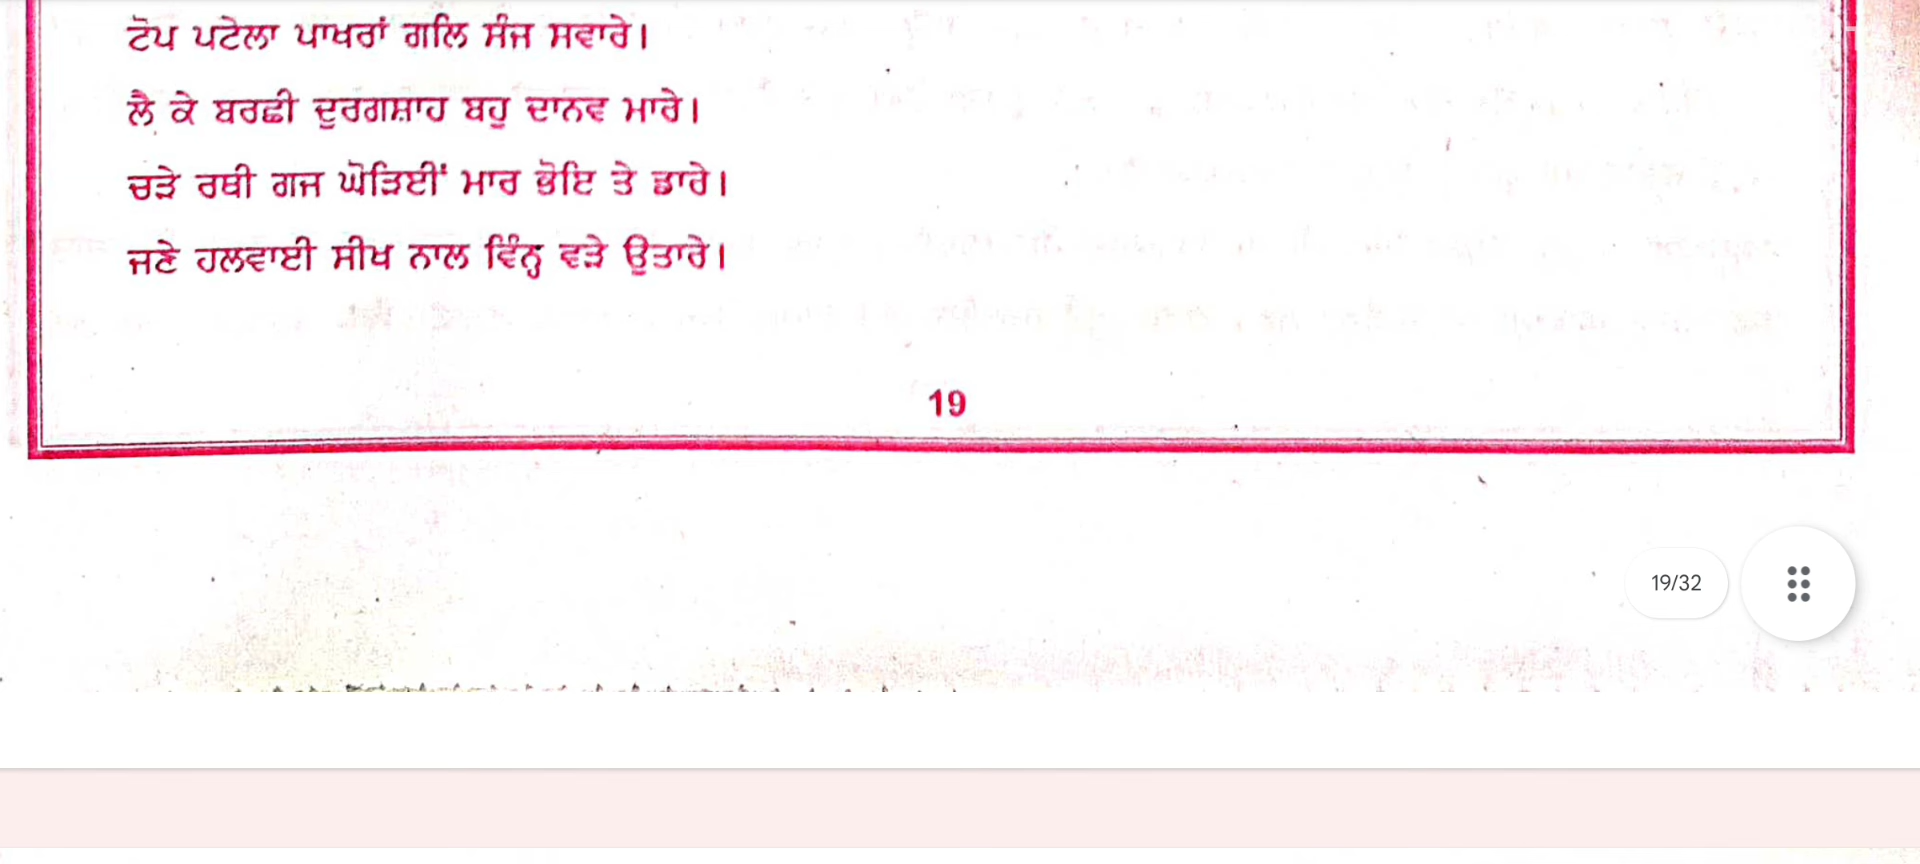 ਟੋਪ ਪਟੇਲਾ ਪਾਖਰਾਂ ਗਲਿ ਸੰਜ ਸਵਾਰੇ।
ਲੈ ਕੇ ਬਰਛੀ ਦੁਰਗਸ਼ਾਹ ਬਹੁ ਦਾਨਵ ਮਾਰੇ।
ਚੜੇ ਰਥੀ ਗਜ ਘੋੜਿਈਂ ਮਾਰ ਭੋਇ ਤੇ ਡਾਰੇ।
ਜਣੇ ਹਲਵਾਈ ਸੀਖ ਨਾਲ ਵਿੰਨ੍ਹ ਵੜੇ ਉਤਾਰੇ।
19
19/32